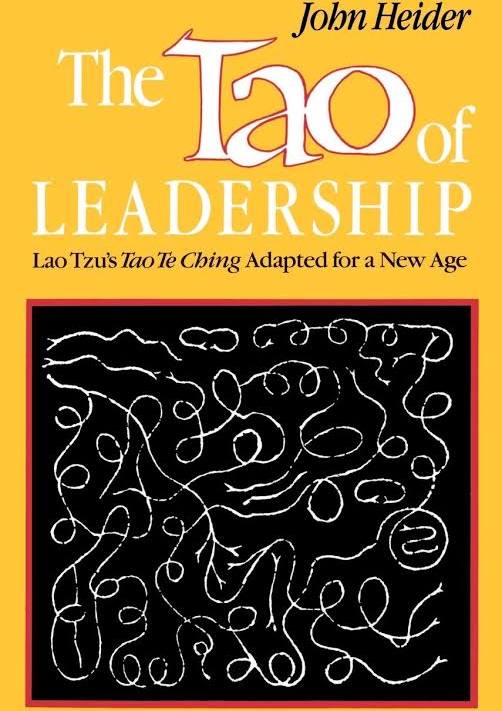 John Heider
The Tao of
LEADERSHIP
Lao Tzu's Tao Te Ching Adapted for a New Age